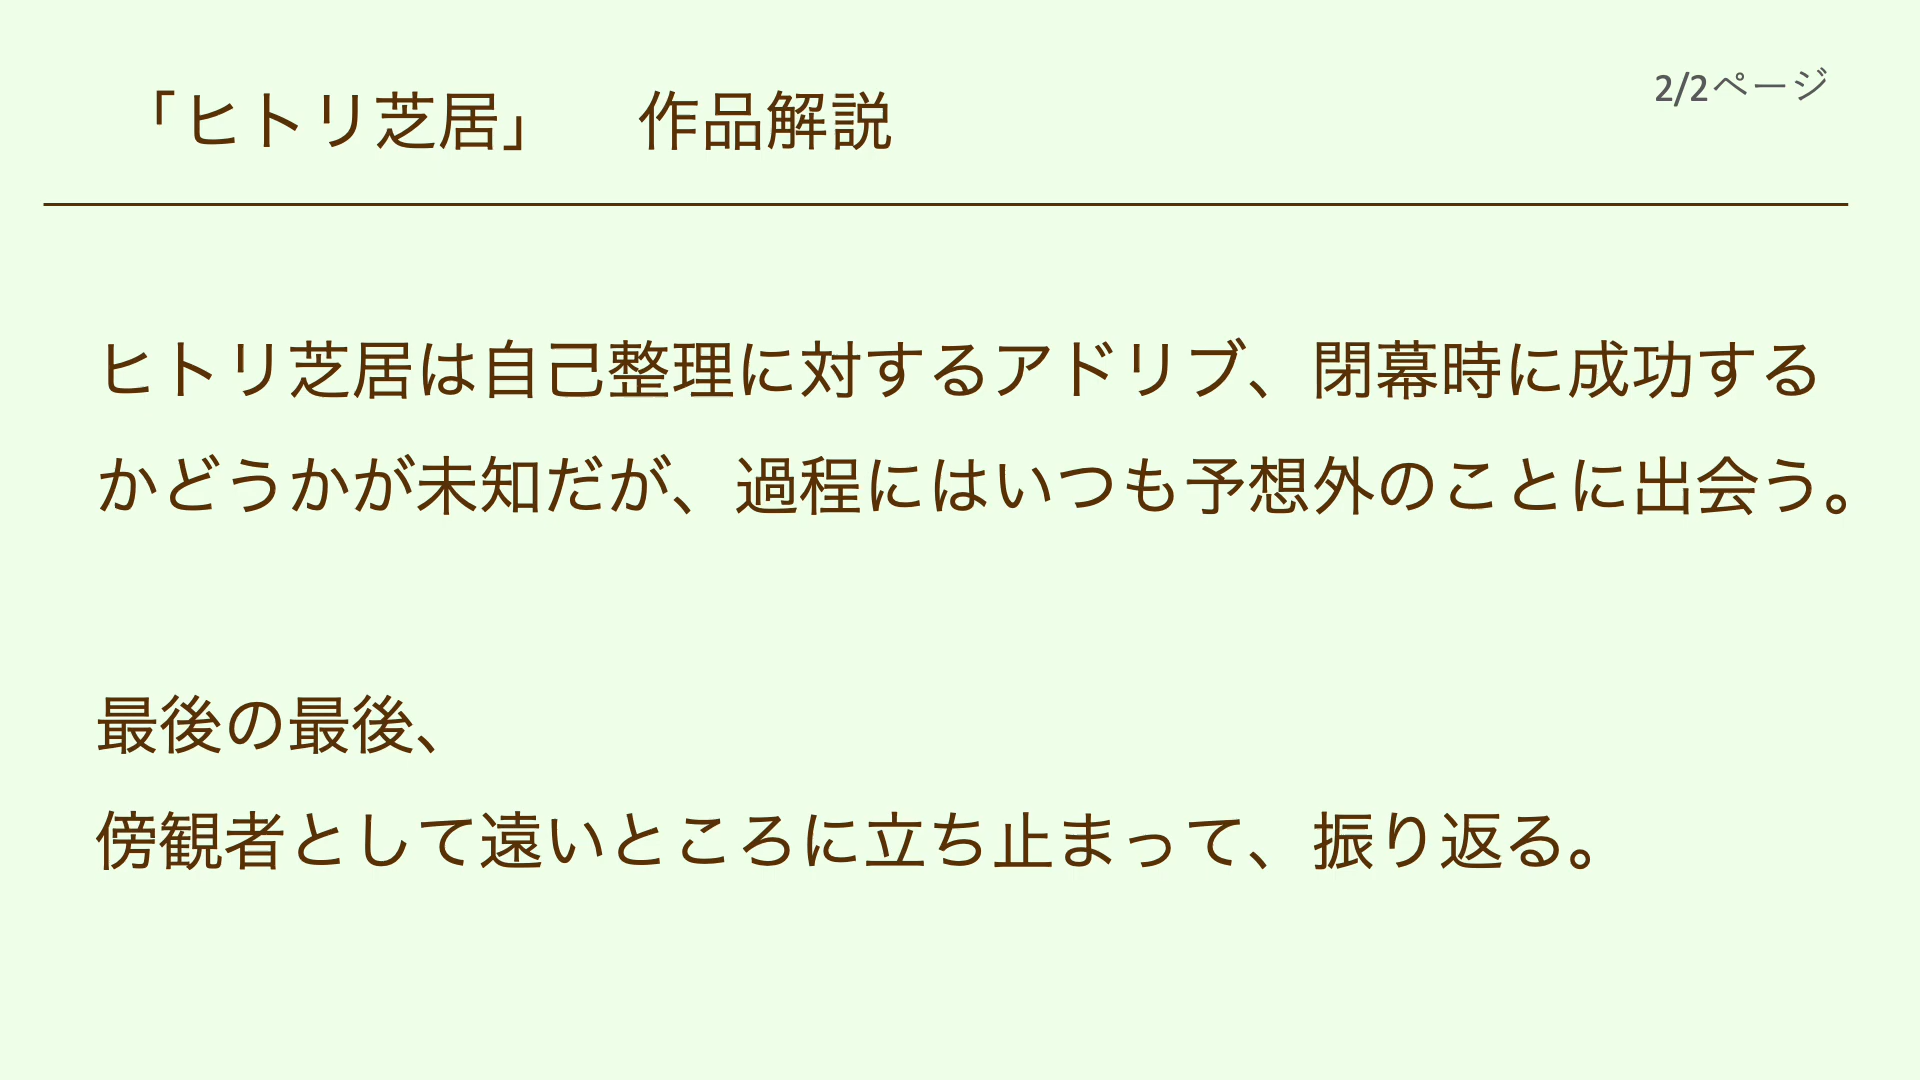 「ヒトリ芝居」　作品解説
2/2ページ
ヒトリ芝居は自己整理に対するアドリブ、閉幕時に成功する
かどうかが未知だが、過程にはいつも予想外のことに出会う。
最後の最後、
傍観者として遠いところに立ち止まって、振り返る。